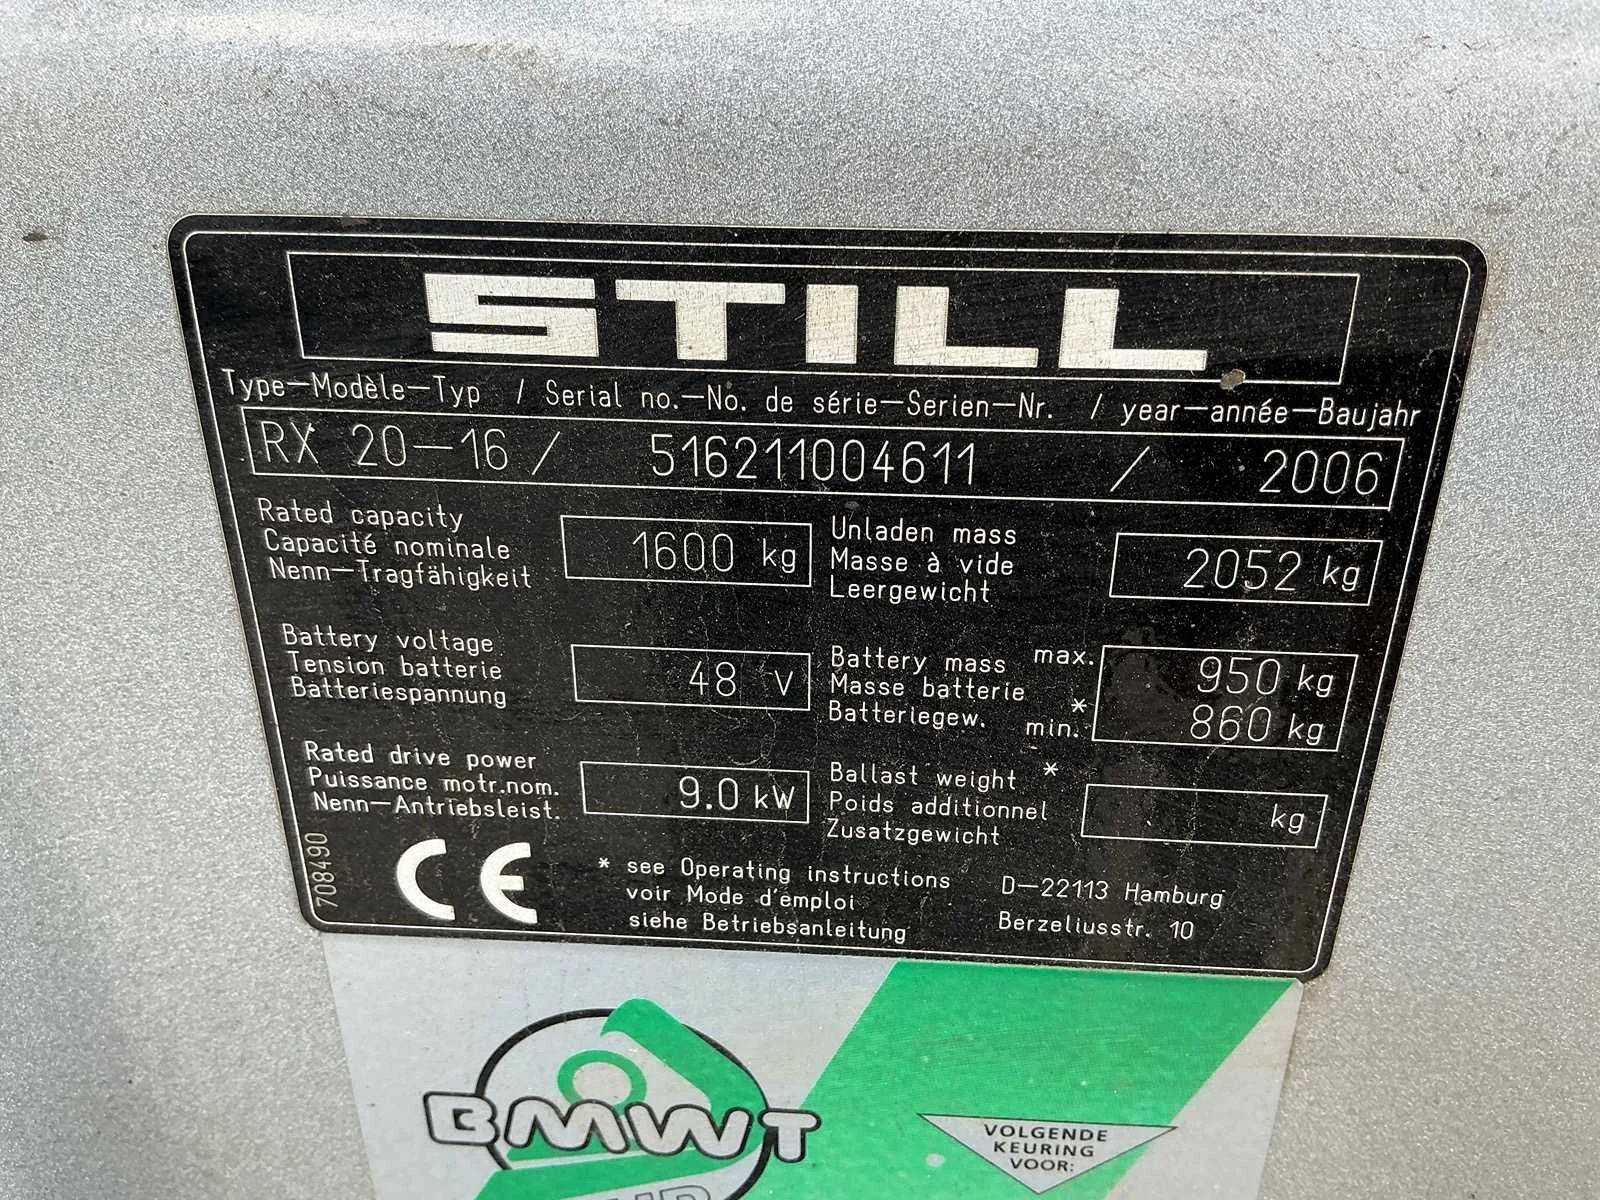 STILL
Type—Modèle—Typ / Serial no.—No. de série—Serien—Nr. / year—année—Baujahr
RX 20—16 / 516211004611 / 2006
Rated capacity
Capacité nominale
Nenn—Tragfähigkeit
1600 kg
Unladen mass
Masse à vide
Leergewicht
2052 kg
Battery voltage
Tension batterie
Batteriespannung
48 V
Battery mass max.
Masse batterie *
Batteriegew. min.
950 kg
860 kg
Rated drive power
Puissance motr.nom.
Nenn—Antriebsleist.
9.0 kW
Ballast weight *
Poids additionnel
Zusatzgewicht
kg
708490
CE
* see Operating instructions
voir Mode d'emploi
siehe Betriebsanleitung
D—22113 Hamburg
Berzeliusstr. 10
BMWT
VOLGENDE
KEURING
VOOR: